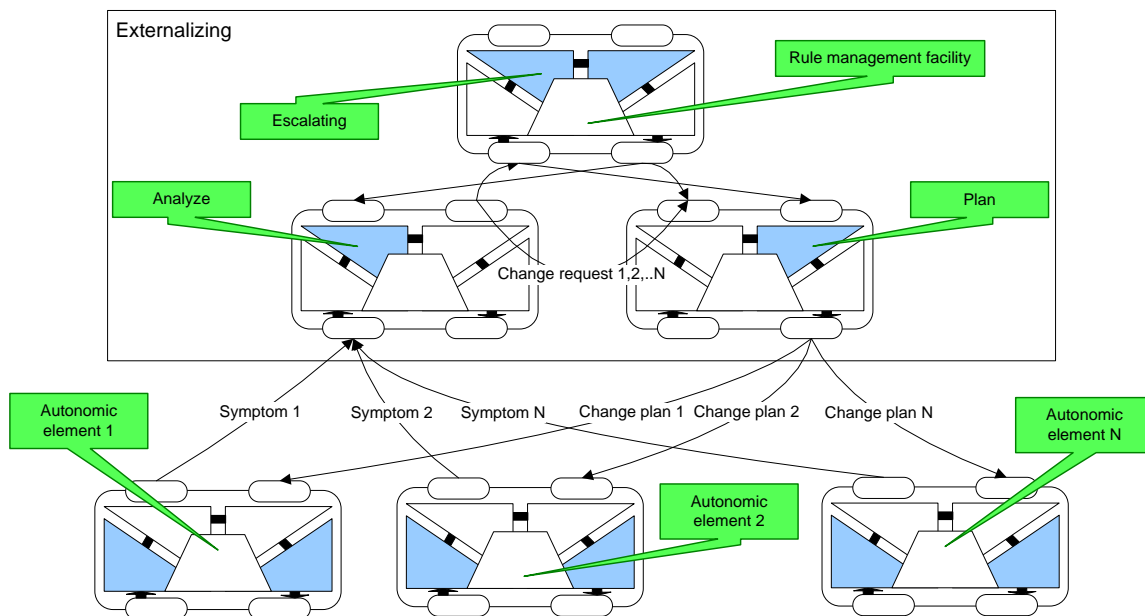 Externalizing
Rule management facility
Escalating
Analyze
Plan
Change request 1,2,..N
Symptom 1
Symptom 2
Symptom N
Change plan 1
Change plan 2
Change plan N
Autonomic
element 1
Autonomic
element N
Autonomic
element 2